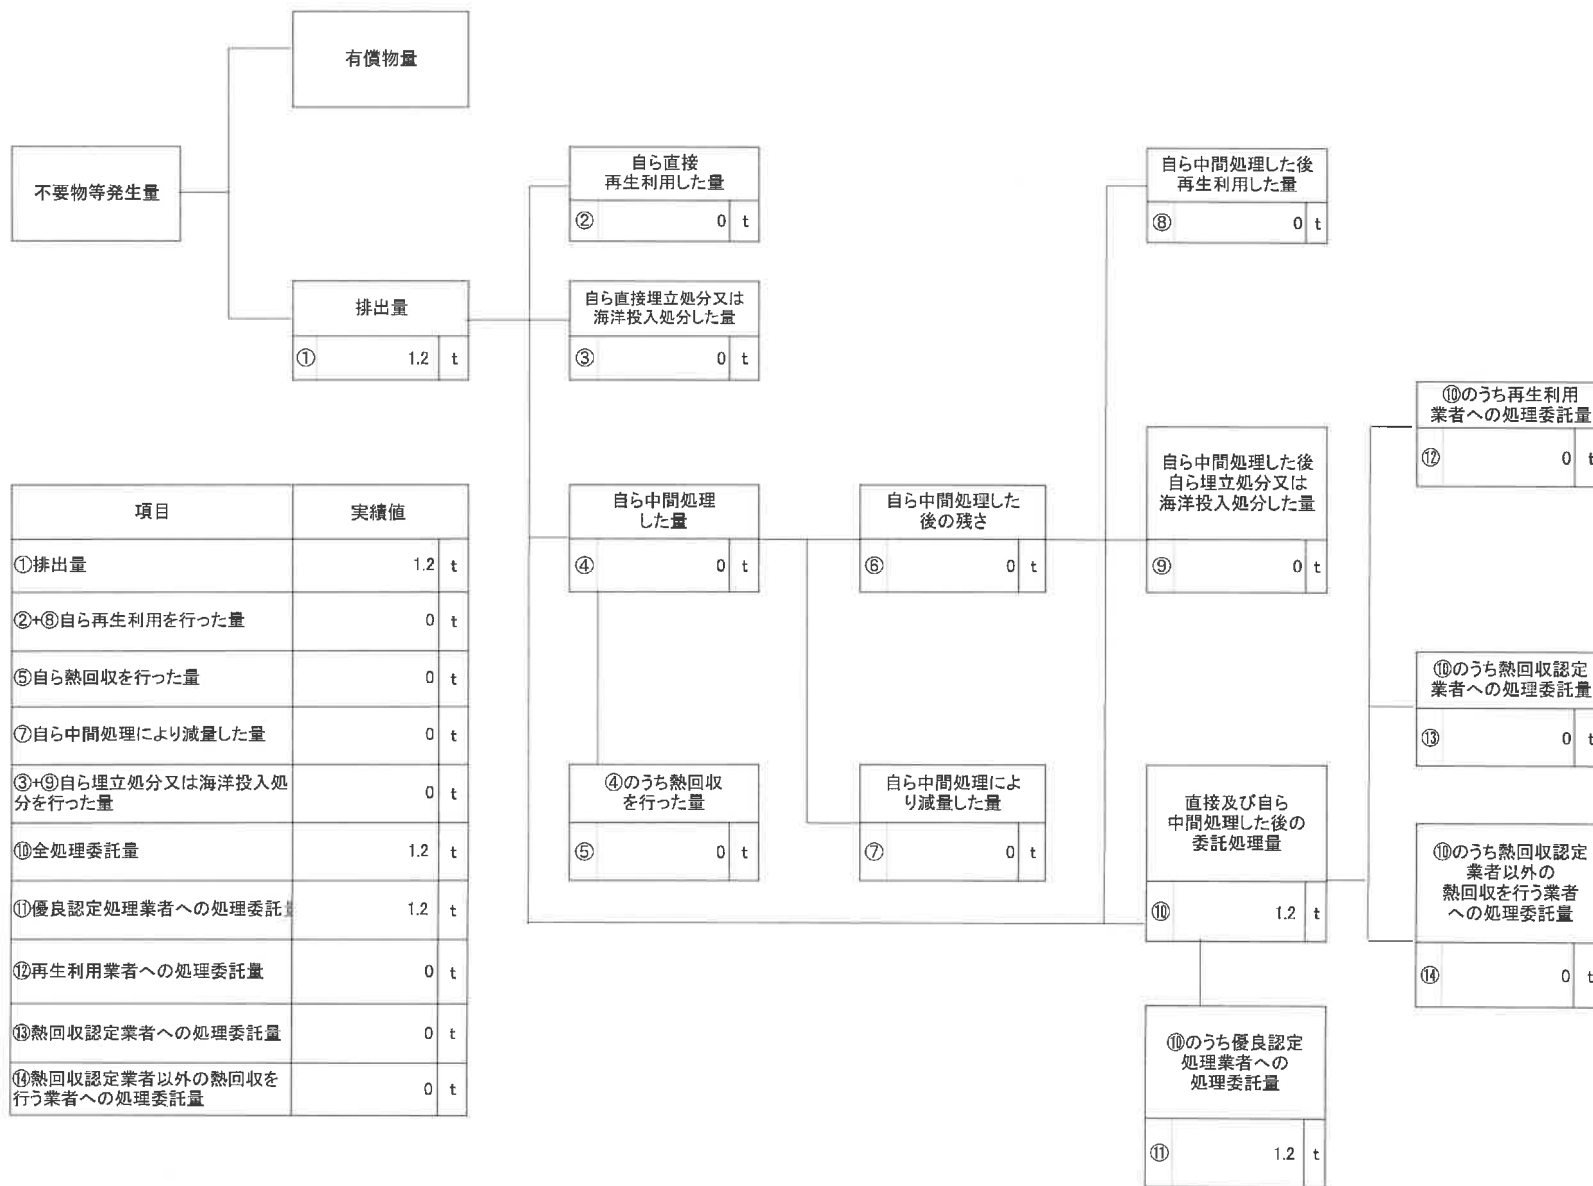 有償物量
不要物等発生量
排出量
① 1.2 t
自ら直接
再生利用した量
② 0 t
自ら直接埋立処分又は
海洋投入処分した量
③ 0 t
自ら中間処理した後
再生利用した量
⑧ 0 t
自ら中間処理
した量
④ 0 t
自ら中間処理した
後の残さ
⑥ 0 t
自ら中間処理した後
自ら埋立処分又は
海洋投入処分した量
⑨ 0 t
④のうち熱回収
を行った量
⑤ 0 t
自ら中間処理によ
り減量した量
⑦ 0 t
直接及び自ら
中間処理した後の
委託処理量
⑩ 1.2 t
⑩のうち優良認定
処理業者への
処理委託量
⑪ 1.2 t
⑩のうち再生利用
業者への処理委託量
⑫ 0 t
⑩のうち熱回収認定
業者への処理委託量
⑬ 0 t
⑩のうち熱回収認定
業者以外の
熱回収を行う業者
への処理委託量
⑭ 0 t
項目 実績値
①排出量 1.2 t
②+⑧自ら再生利用を行った量 0 t
⑤自ら熱回収を行った量 0 t
⑦自ら中間処理により減量した量 0 t
③+⑨自ら埋立処分又は海洋投入処
分を行った量 0 t
⑩全処理委託量 1.2 t
⑪優良認定処理業者への処理委託 1.2 t
⑫再生利用業者への処理委託量 0 t
⑬熱回収認定業者への処理委託量 0 t
⑭熱回収認定業者以外の熱回収を
行う業者への処理委託量 0 t